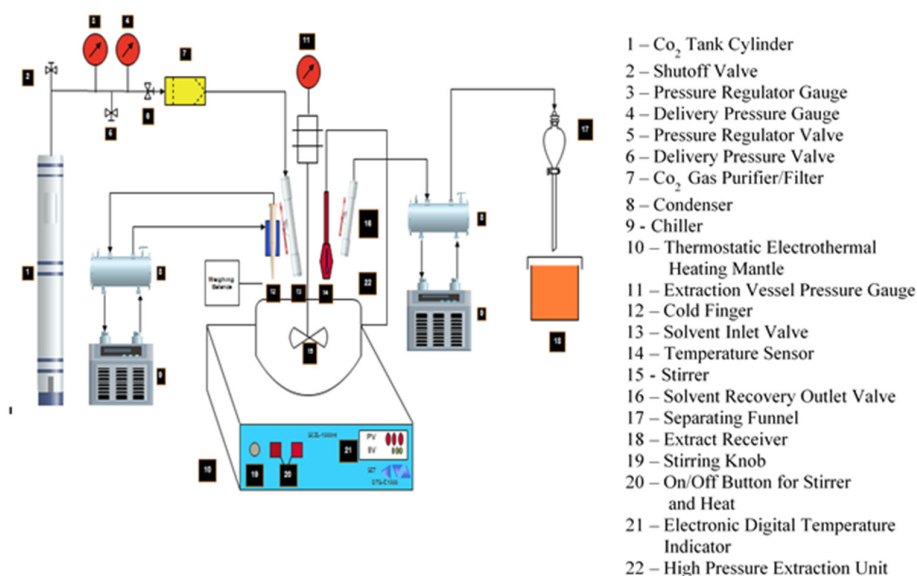 3
4
11
7
2
17
16
1
Weighing
Balance
12
13
14
22
15
9
9
18
PV
SV
21
10
19
20
1 – Co₂ Tank Cylinder
2 – Shutoff Valve
3 – Pressure Regulator Gauge
4 – Delivery Pressure Gauge
5 – Pressure Regulator Valve
6 – Delivery Pressure Valve
7 – Co₂ Gas Purifier/Filter
8 – Condenser
9 - Chiller
10 – Thermostatic Electrothermal
Heating Mantle
11 – Extraction Vessel Pressure Gauge
12 – Cold Finger
13 – Solvent Inlet Valve
14 – Temperature Sensor
15 - Stirrer
16 – Solvent Recovery Outlet Valve
17 – Separating Funnel
18 – Extract Receiver
19 – Stirring Knob
20 – On/Off Button for Stirrer
and Heat
21 – Electronic Digital Temperature
Indicator
22 – High Pressure Extraction Unit